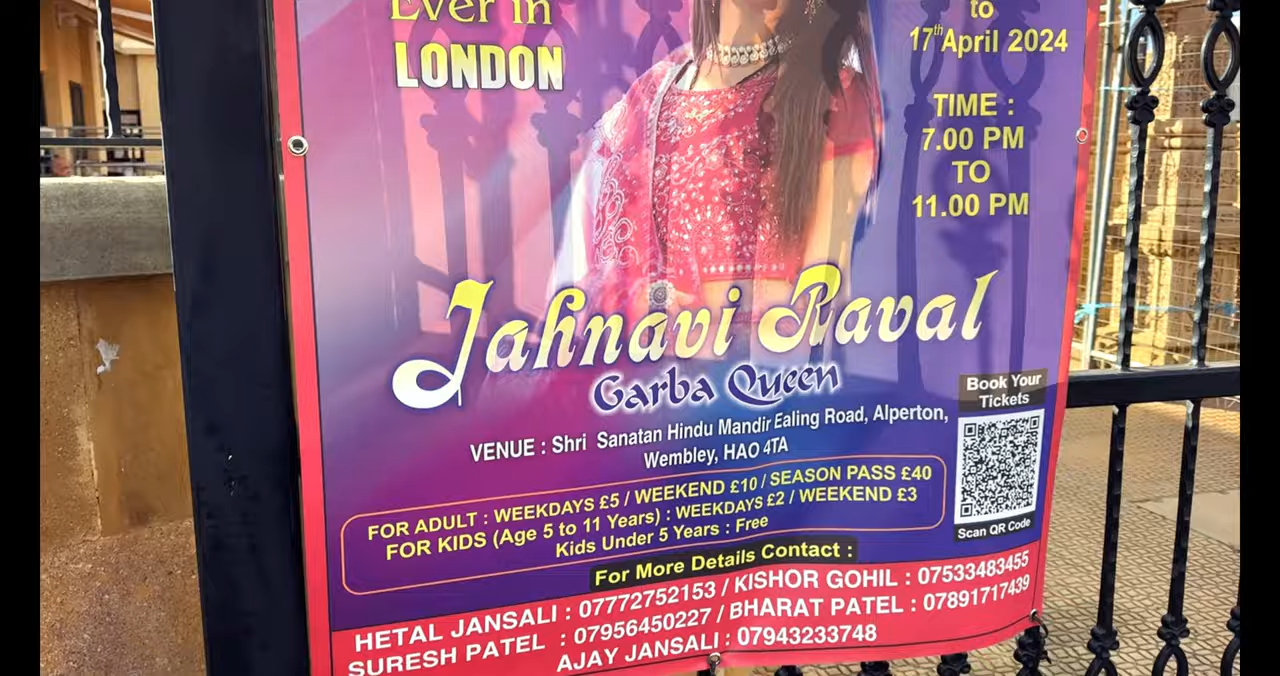 Ever in
LONDON
to
17th April 2024
TIME :
7.00 PM
TO
11.00 PM
Jahnavi Raval
Garba Queen
VENUE : Shri Sanatan Hindu Mandir Ealing Road, Alperton,
Wembley, HAO 4TA
Book Your
Tickets
Scan QR Code
FOR ADULT : WEEKDAYS £5 / WEEKEND £10 / SEASON PASS £40
FOR KIDS (Age 5 to 11 Years) : WEEKDAYS £2 / WEEKEND £3
Kids Under 5 Years : Free
For More Details Contact :
HETAL JANSALI : 07772752153 / KISHOR GOHIL : 07533483455
SURESH PATEL : 07956450227 / BHARAT PATEL : 07891717439
AJAY JANSALI : 07943233748